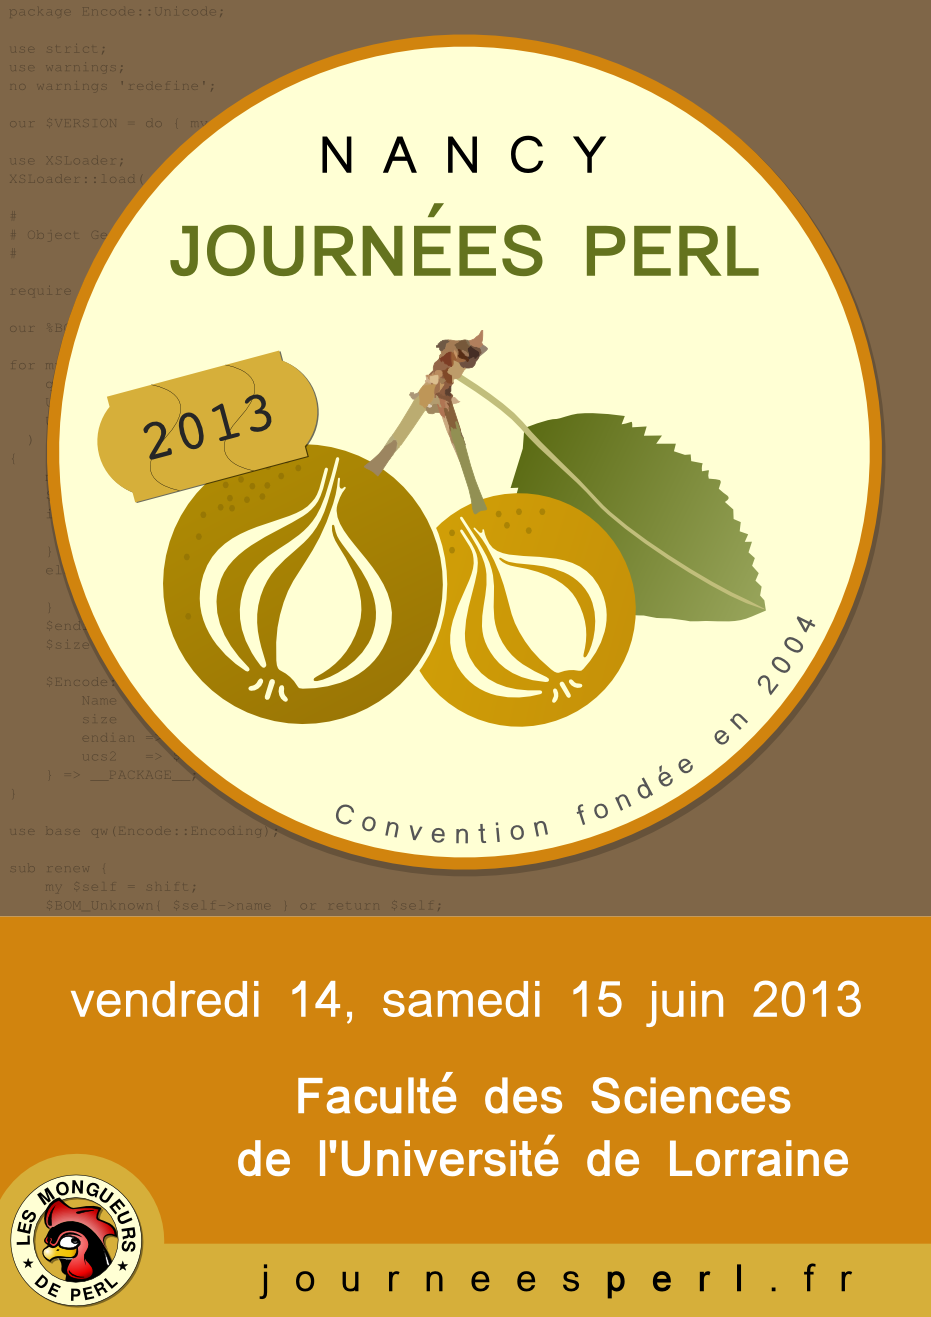 package Encode::Unicode;
use strict;
use warnings;
no warnings 'redefine';
our $VERSION = do { my
use XSLoader;
XSLoader::load(
#
# Object Ge
#
require
our %BO
for m
)
{
)
el
)
$end
$size
$Encode:
Name
size
endian =>
ucs2 =>
} => __PACKAGE__;
}
use base qw(Encode::Encoding);
sub renew {
my $self = shift;
$BOM_Unknown{ $self->name } or return $self;
NANCY
JOURNÉES PERL
2013
Convention fondée en 2004
vendredi 14, samedi 15 juin 2013
Faculté des Sciences
de l'Université de Lorraine
LES MONGUEURS
★ DE PERL ★
journeesperl.fr